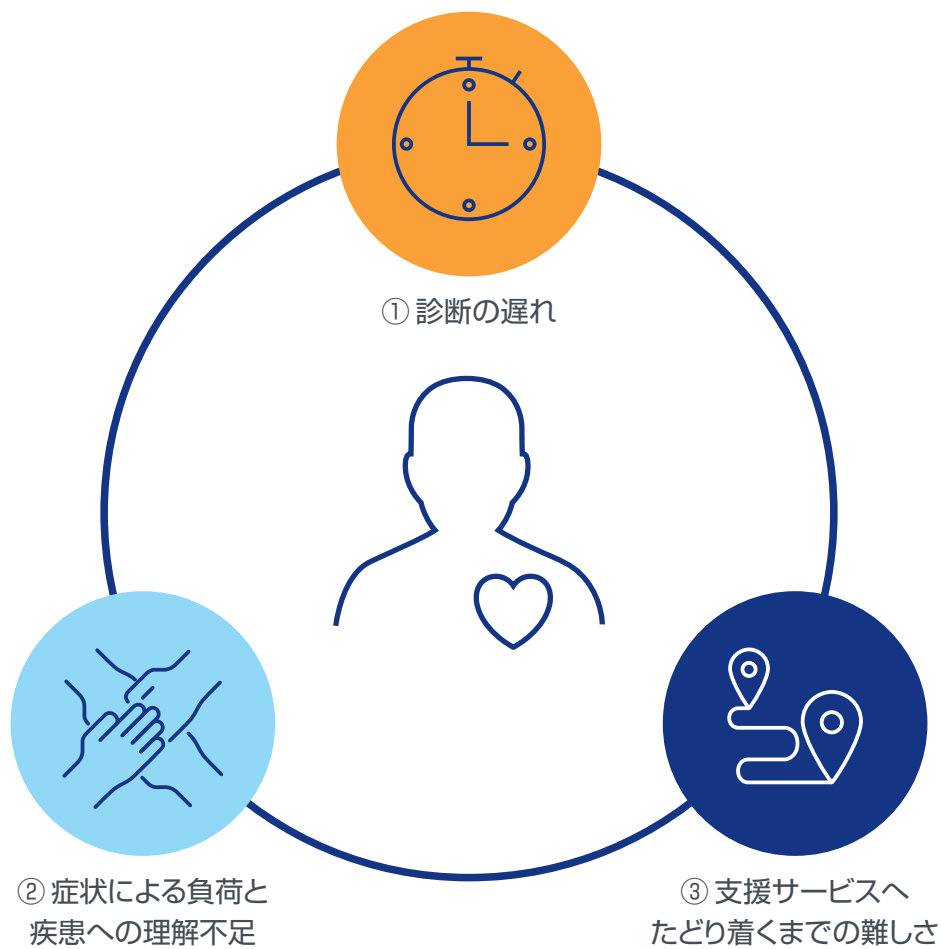 ① 診断の遅れ
② 症状による負荷と
疾患への理解不足
③ 支援サービスへ
たどり着くまでの難しさ